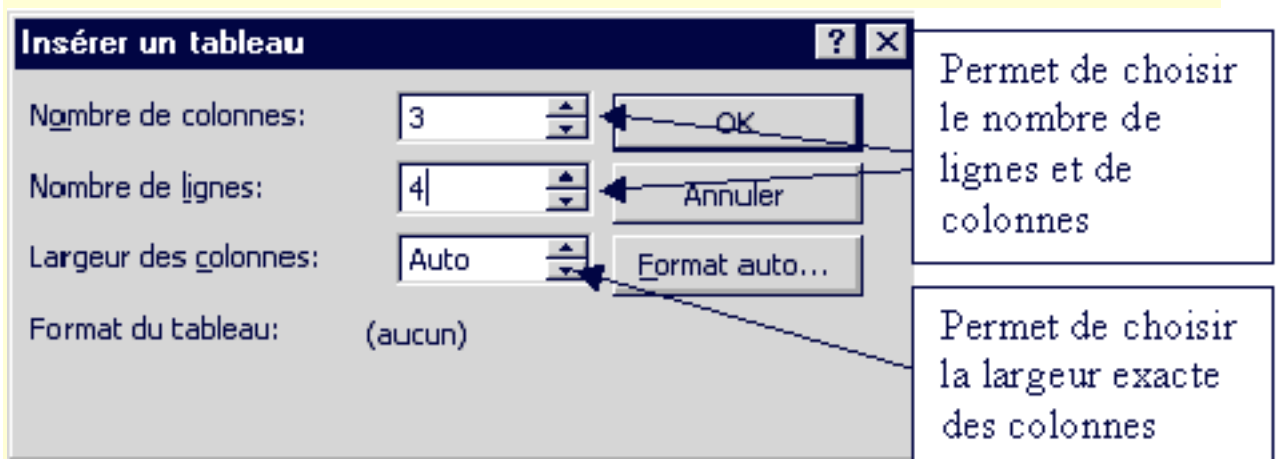 Insérer un tableau
Nombre de colonnes: 3 OK
Nombre de lignes: 4 Annuler
Largeur des colonnes: Auto Format auto...
Format du tableau: (aucun)
Permet de choisir
le nombre de
lignes et de
colonnes
Permet de choisir
la largeur exacte
des colonnes